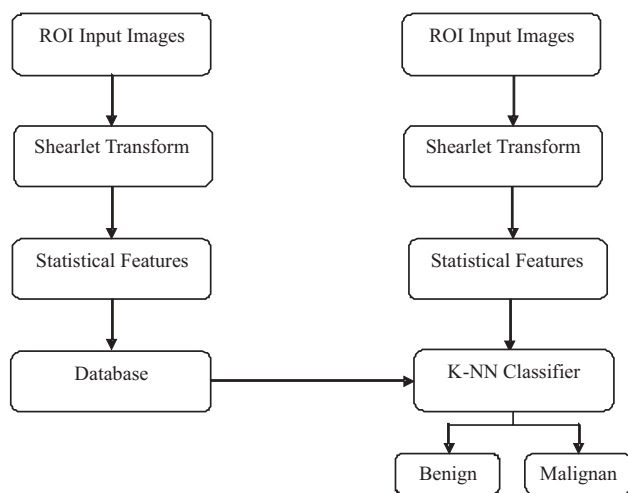 ROI Input Images
ROI Input Images
Shearlet Transform
Shearlet Transform
Statistical Features
Statistical Features
Database
K-NN Classifier
Benign
Malignan